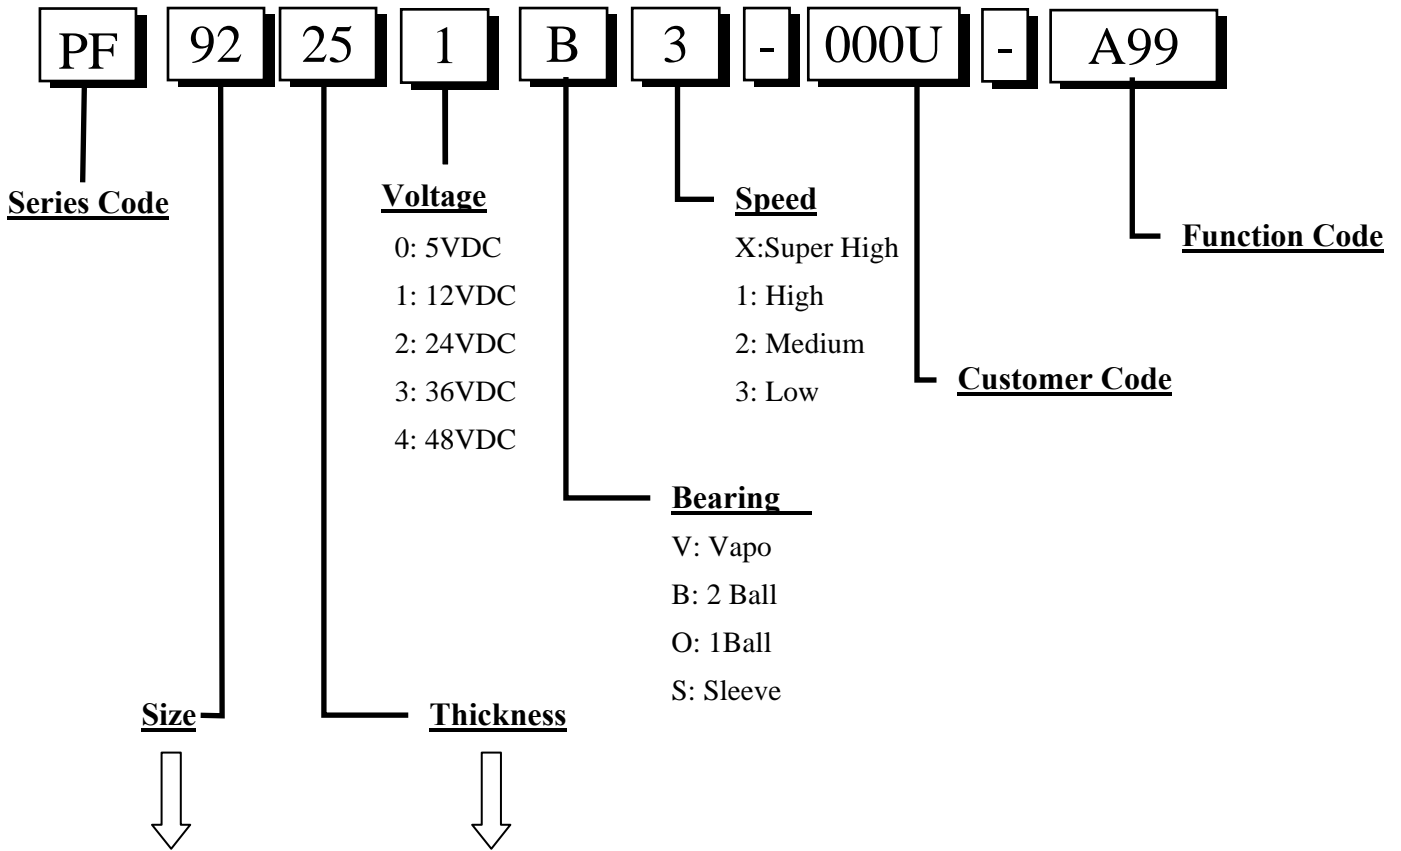 PF 92 25 1 B 3 - 000U - A99
Series Code
Voltage
0: 5VDC
1: 12VDC
2: 24VDC
3: 36VDC
4: 48VDC
Speed
X:Super High
1: High
2: Medium
3: Low
Function Code
Customer Code
Bearing
V: Vapo
B: 2 Ball
O: 1Ball
S: Sleeve
Size
Thickness